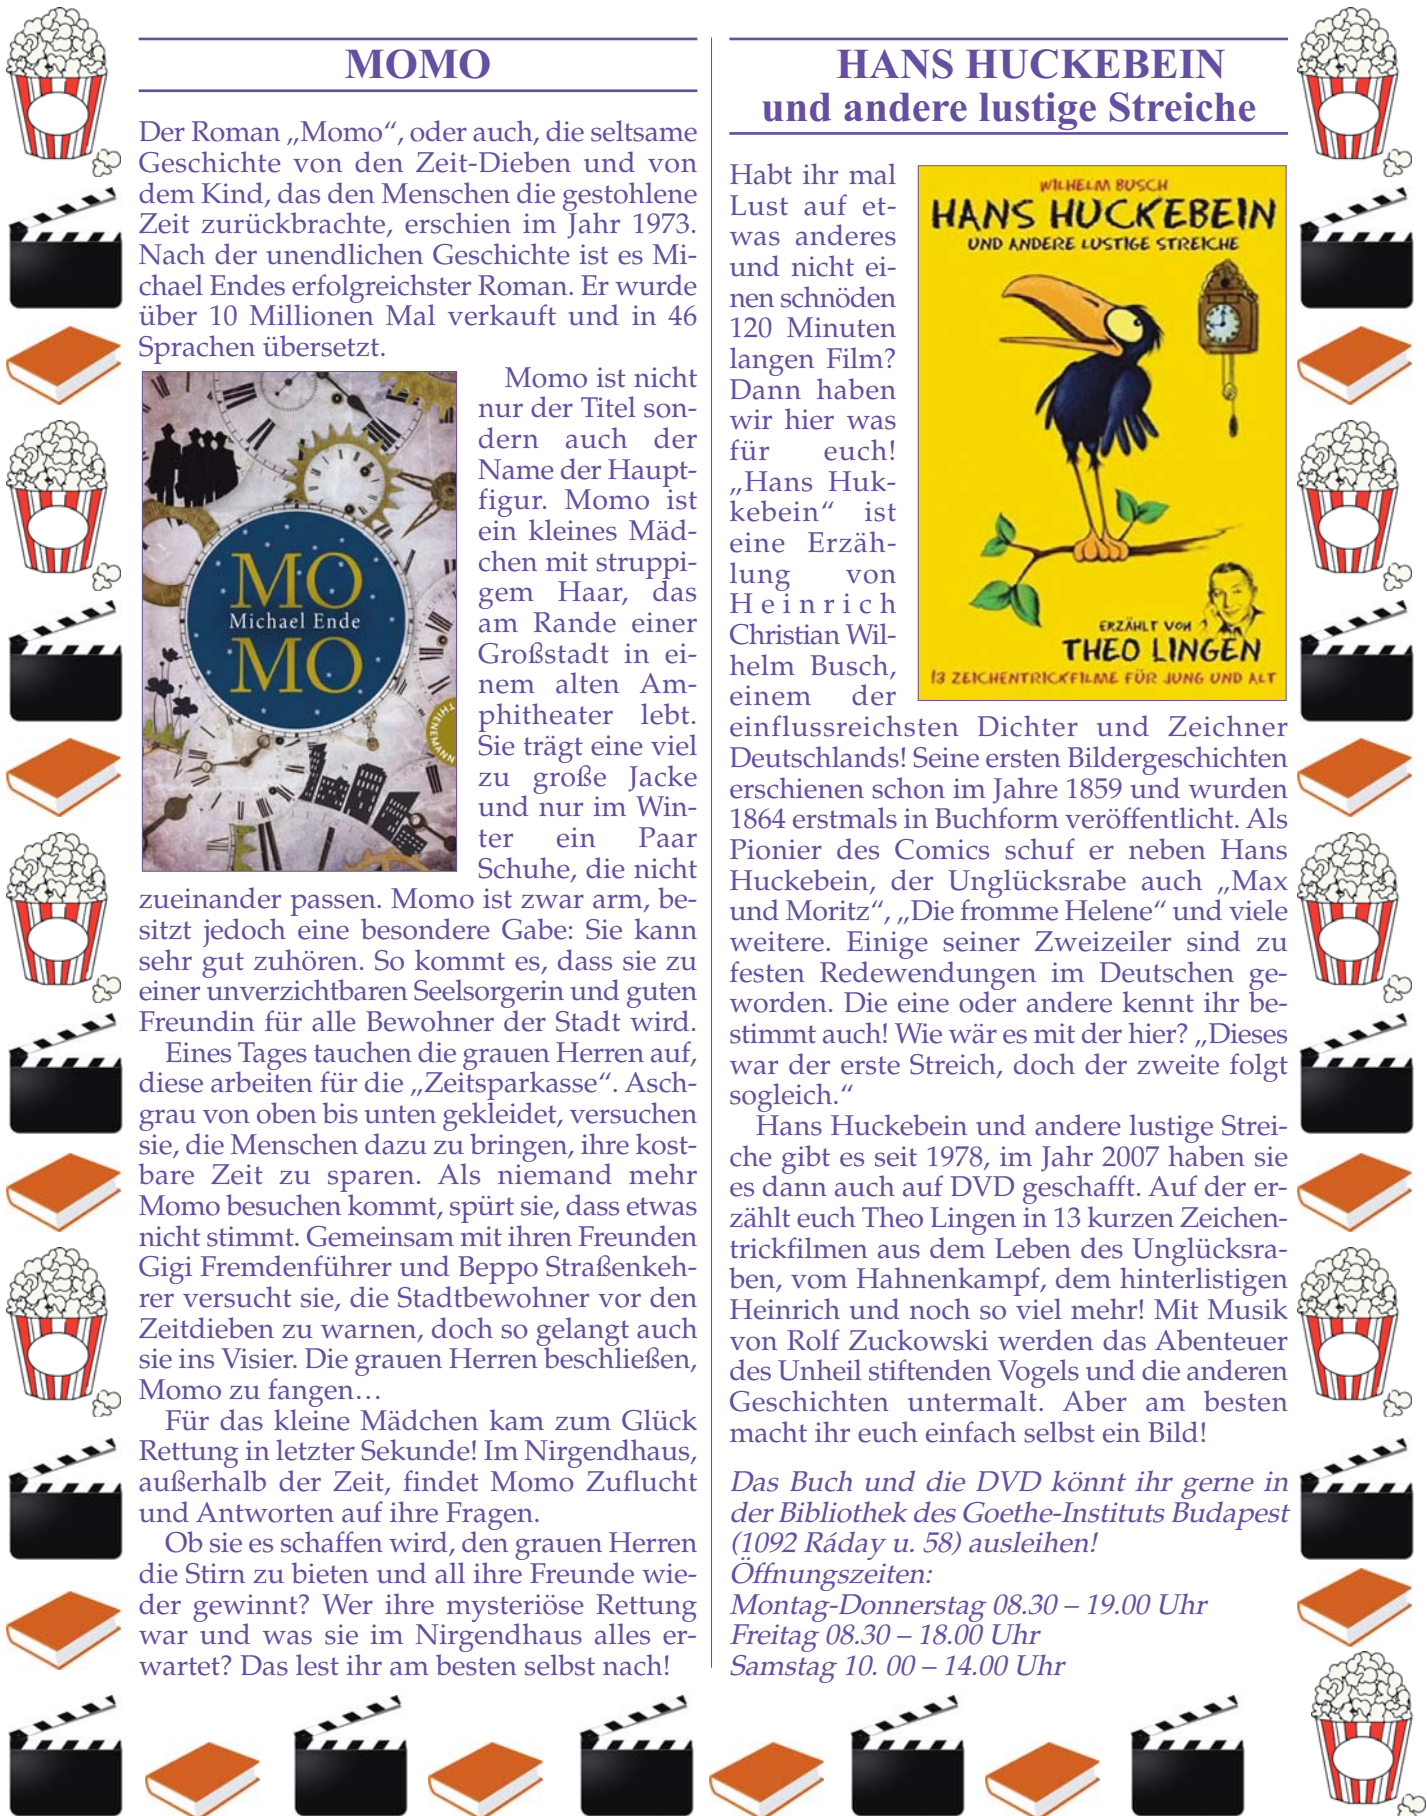 MOMO
Der Roman „Momo“, oder auch, die seltsame
Geschichte von den Zeit-Dieben und von
dem Kind, das den Menschen die gestohlene
Zeit zurückbrachte, erschien im Jahr 1973.
Nach der unendlichen Geschichte ist es Mi-
chael Endes erfolgreichster Roman. Er wurde
über 10 Millionen Mal verkauft und in 46
Sprachen übersetzt.
MO
Michael Ende
MO
THIENEMANN
Momo ist nicht
nur der Titel son-
dern auch der
Name der Haupt-
figur. Momo ist
ein kleines Mäd-
chen mit struppi-
gem Haar, das
am Rande einer
Großstadt in ei-
nem alten Am-
phitheater lebt.
Sie trägt eine viel
zu große Jacke
und nur im Win-
ter ein Paar
Schuhe, die nicht
zueinander passen. Momo ist zwar arm, be-
sitzt jedoch eine besondere Gabe: Sie kann
sehr gut zuhören. So kommt es, dass sie zu
einer unverzichtbaren Seelsorgerin und guten
Freundin für alle Bewohner der Stadt wird.
Eines Tages tauchen die grauen Herren auf,
diese arbeiten für die „Zeitsparkasse“. Asch-
grau von oben bis unten gekleidet, versuchen
sie, die Menschen dazu zu bringen, ihre kost-
bare Zeit zu sparen. Als niemand mehr
Momo besuchen kommt, spürt sie, dass etwas
nicht stimmt. Gemeinsam mit ihren Freunden
Gigi Fremdenführer und Beppo Straßenkeh-
rer versucht sie, die Stadtbewohner vor den
Zeitdieben zu warnen, doch so gelangt auch
sie ins Visier. Die grauen Herren beschließen,
Momo zu fangen…
Für das kleine Mädchen kam zum Glück
Rettung in letzter Sekunde! Im Nirgendhaus,
außerhalb der Zeit, findet Momo Zuflucht
und Antworten auf ihre Fragen.
Ob sie es schaffen wird, den grauen Herren
die Stirn zu bieten und all ihre Freunde wie-
der gewinnt? Wer ihre mysteriöse Rettung
war und was sie im Nirgendhaus alles er-
wartet? Das lest ihr am besten selbst nach!
HANS HUCKEBEIN
und andere lustige Streiche
Habt ihr mal
Lust auf et-
was anderes
und nicht ei-
nen schnöden
120 Minuten
langen Film?
Dann haben
wir hier was
für euch!
„Hans Huk-
kebein“ ist
eine Erzäh-
lung von
Heinrich
Christian Wil-
helm Busch,
einem der
WILHELM BUSCH
HANS HUCKEBEIN
UND ANDERE LUSTIGE STREICHE
ERZÄHLT VON
THEO LINGEN
13 ZEICHENTRICKFILME FÜR JUNG UND ALT
einflussreichsten Dichter und Zeichner
Deutschlands! Seine ersten Bildergeschichten
erschienen schon im Jahre 1859 und wurden
1864 erstmals in Buchform veröffentlicht. Als
Pionier des Comics schuf er neben Hans
Huckebein, der Unglücksrabe auch „Max
und Moritz“, „Die fromme Helene“ und viele
weitere. Einige seiner Zweizeiler sind zu
festen Redewendungen im Deutschen ge-
worden. Die eine oder andere kennt ihr be-
stimmt auch! Wie wär es mit der hier? „Dieses
war der erste Streich, doch der zweite folgt
sogleich.“
Hans Huckebein und andere lustige Strei-
che gibt es seit 1978, im Jahr 2007 haben sie
es dann auch auf DVD geschafft. Auf der er-
zählt euch Theo Lingen in 13 kurzen Zeichen-
trickfilmen aus dem Leben des Unglücksra-
ben, vom Hahnenkampf, dem hinterlistigen
Heinrich und noch so viel mehr! Mit Musik
von Rolf Zuckowski werden das Abenteuer
des Unheil stiftenden Vogels und die anderen
Geschichten untermalt. Aber am besten
macht ihr euch einfach selbst ein Bild!
Das Buch und die DVD könnt ihr gerne in
der Bibliothek des Goethe-Instituts Budapest
(1092 Ráday u. 58) ausleihen!
Öffnungszeiten:
Montag-Donnerstag 08.30 – 19.00 Uhr
Freitag 08.30 – 18.00 Uhr
Samstag 10. 00 – 14.00 Uhr